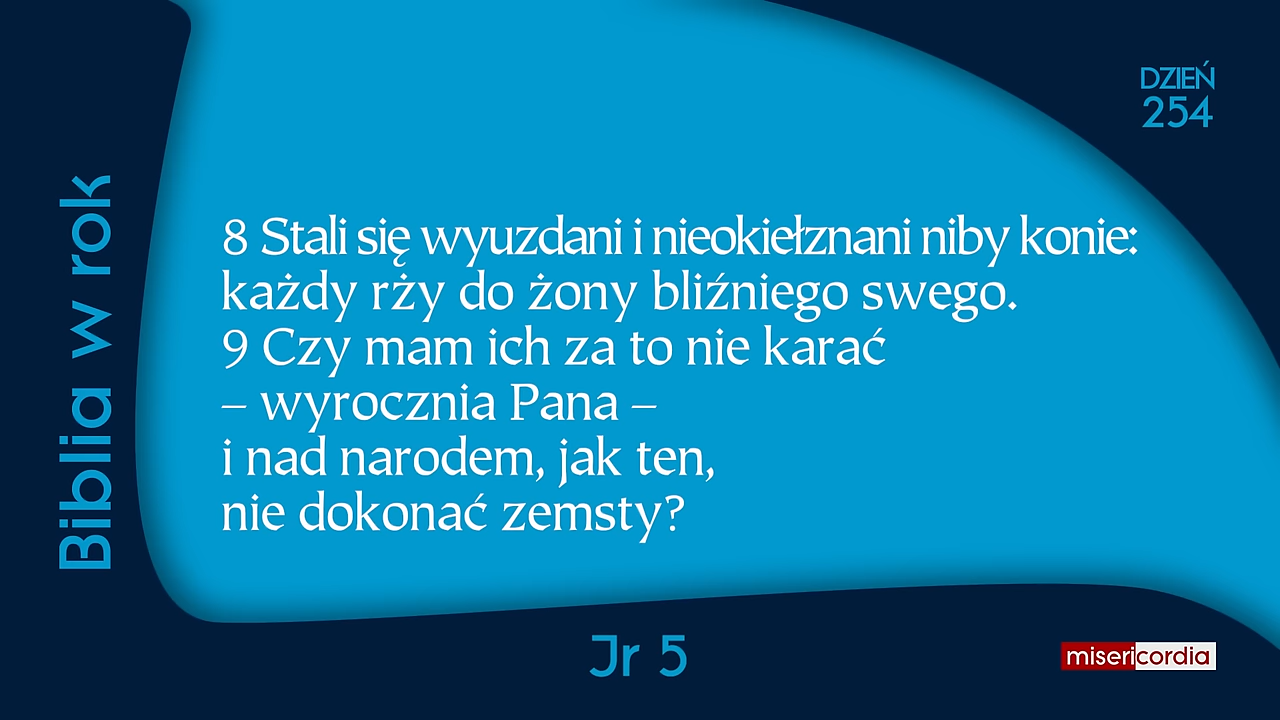 DZIEŃ
254
Biblia w rok
8 Stali się wyuzdani i nieokiełznani niby konie:
każdy rży do żony bliźniego swego.
9 Czy mam ich za to nie karać
– wyrocznia Pana –
i nad narodem, jak ten,
nie dokonać zemsty?
Jr 5
misericordia